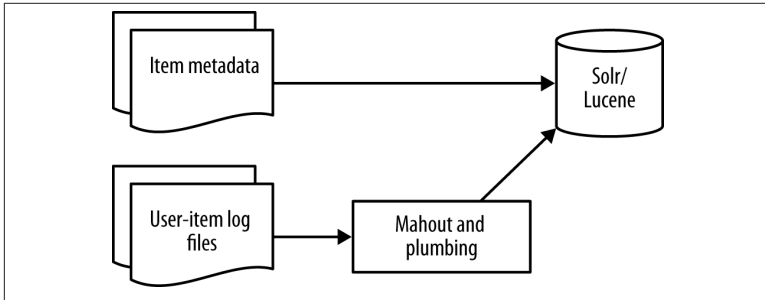 Item metadata
Solr/
Lucene
User-item log
files
Mahout and
plumbing